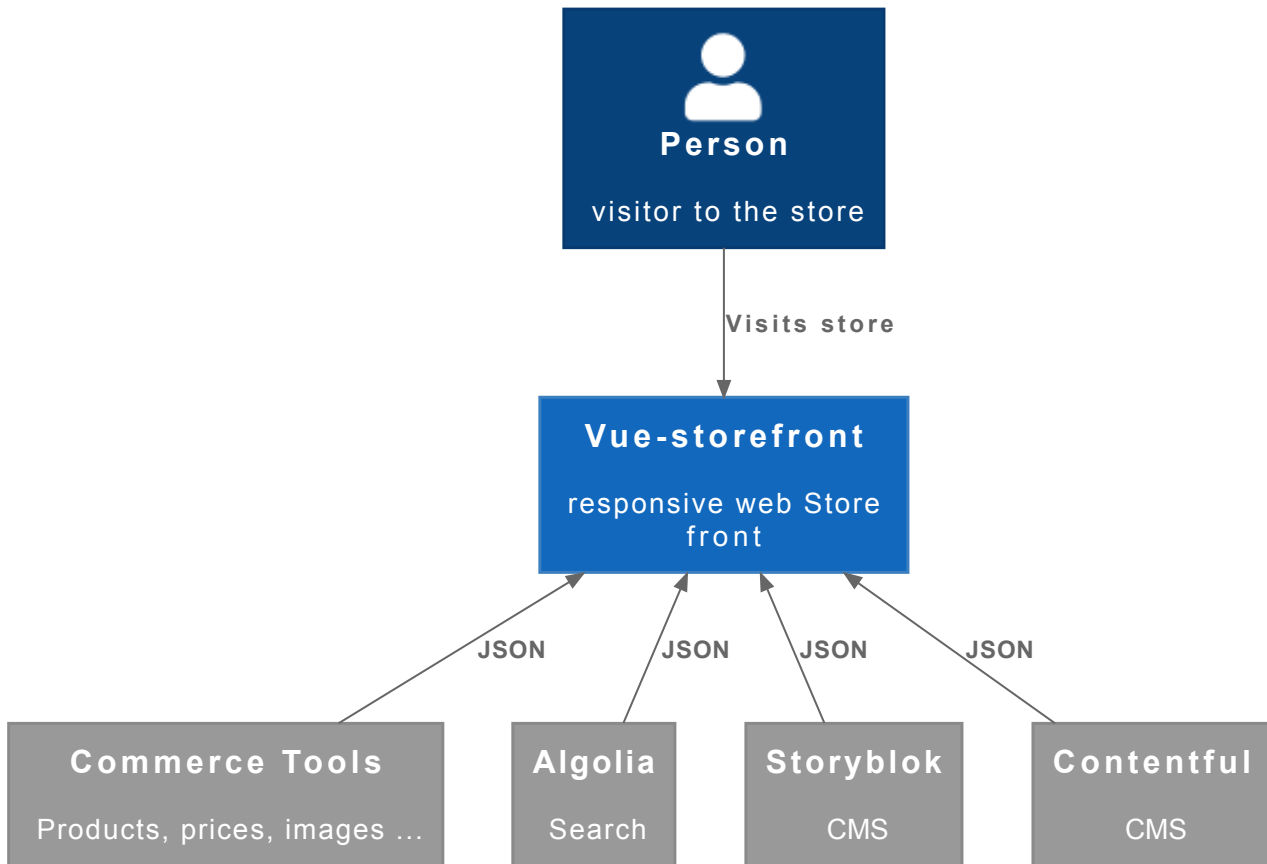 Person
visitor to the store
Visits store
Vue-storefront
responsive web Store
front
JSON
JSON
JSON
JSON
Commerce Tools
Products, prices, images ...
Algolia
Search
Storyblok
CMS
Contentful
CMS